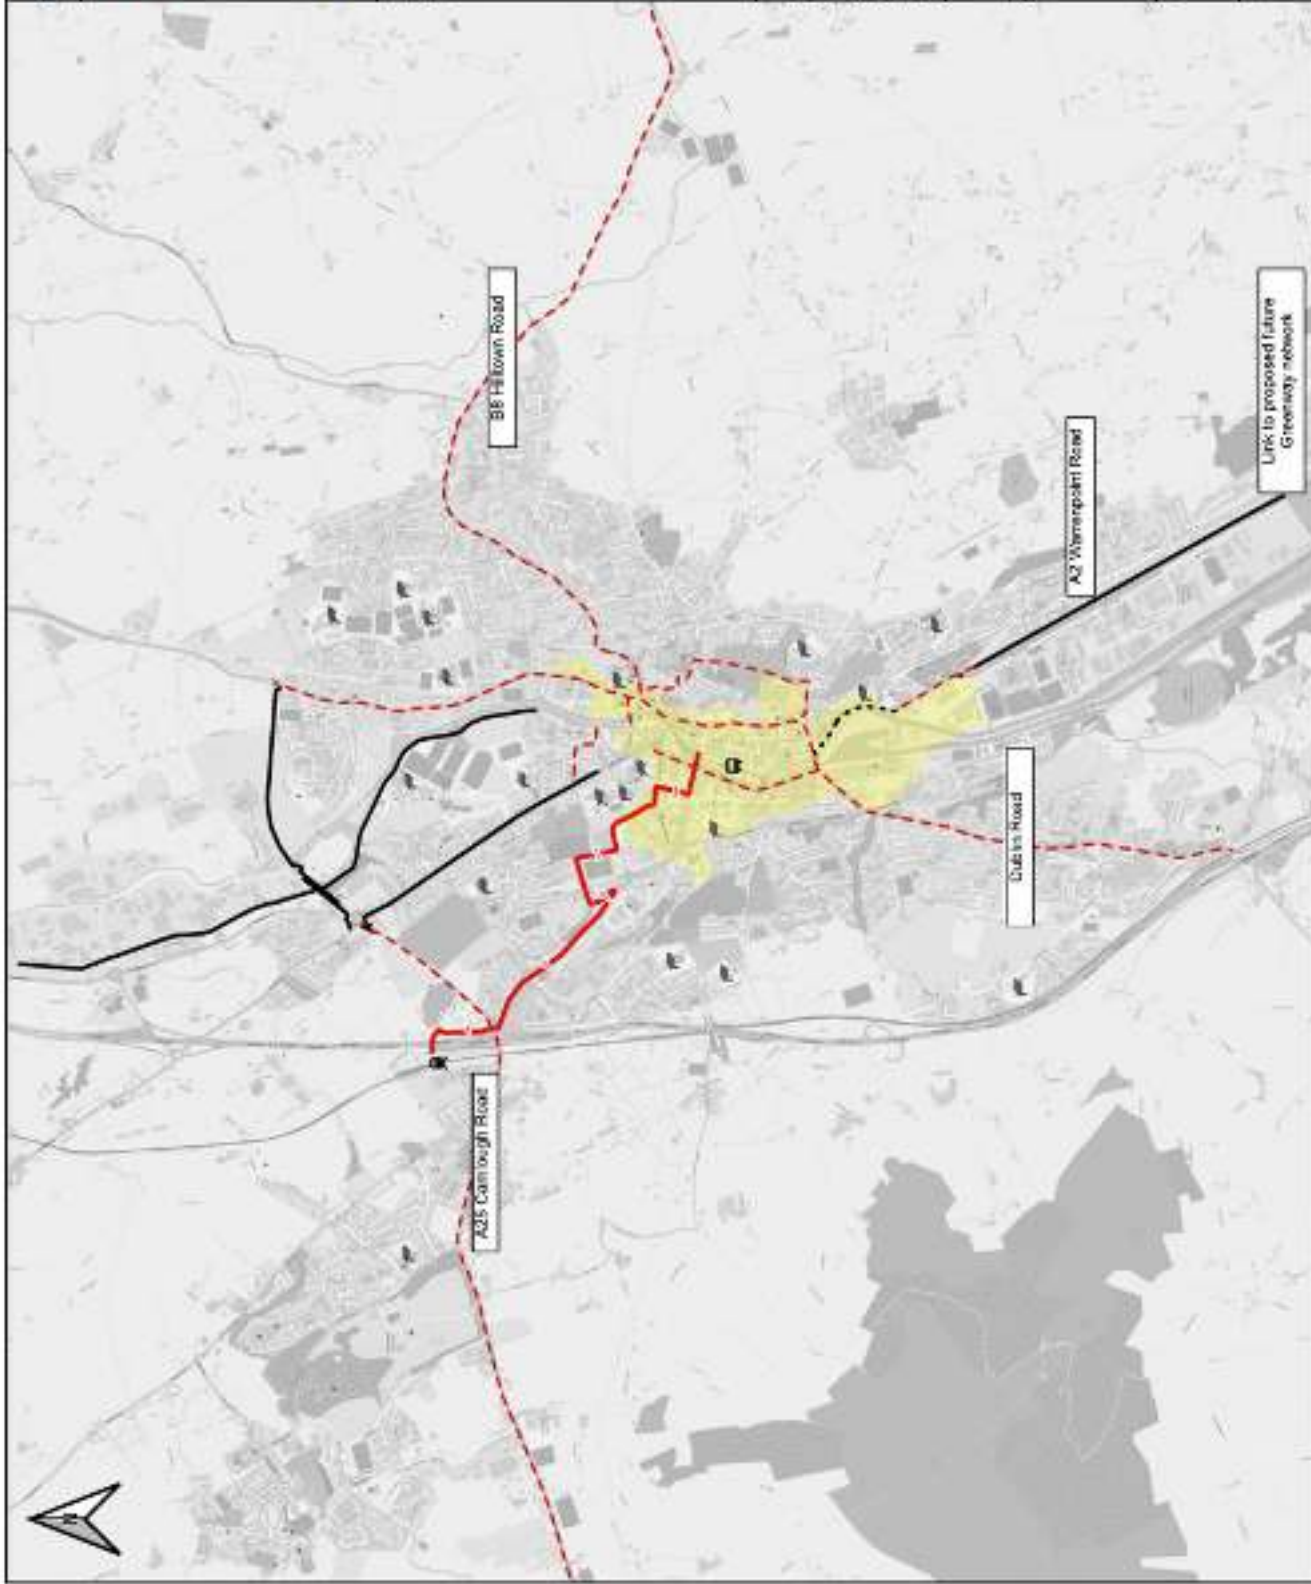 N
B8 Hilltown Road
Link to proposed future
Greenway network
A2 Warrenpoint Road
Dublin Road
A25 Camlough Road